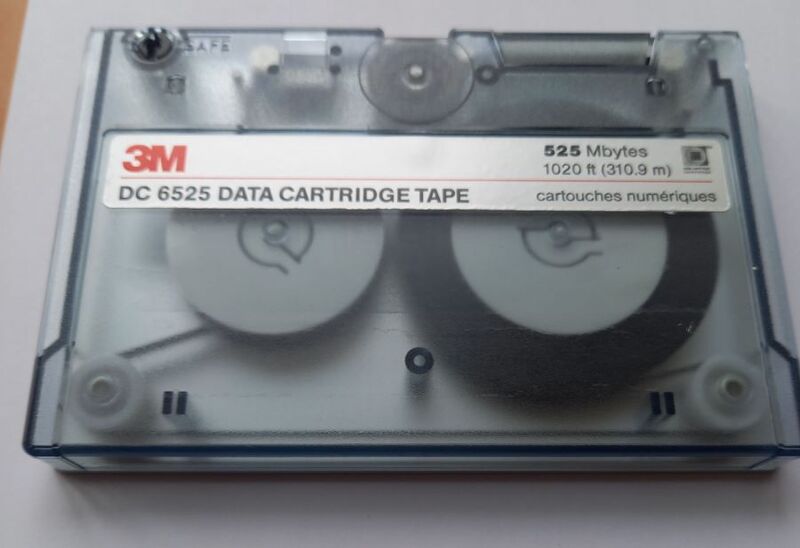 SAFE
3M
525 Mbytes
1020 ft (310.9 m)
DC 6525 DATA CARTRIDGE TAPE
cartouches numériques